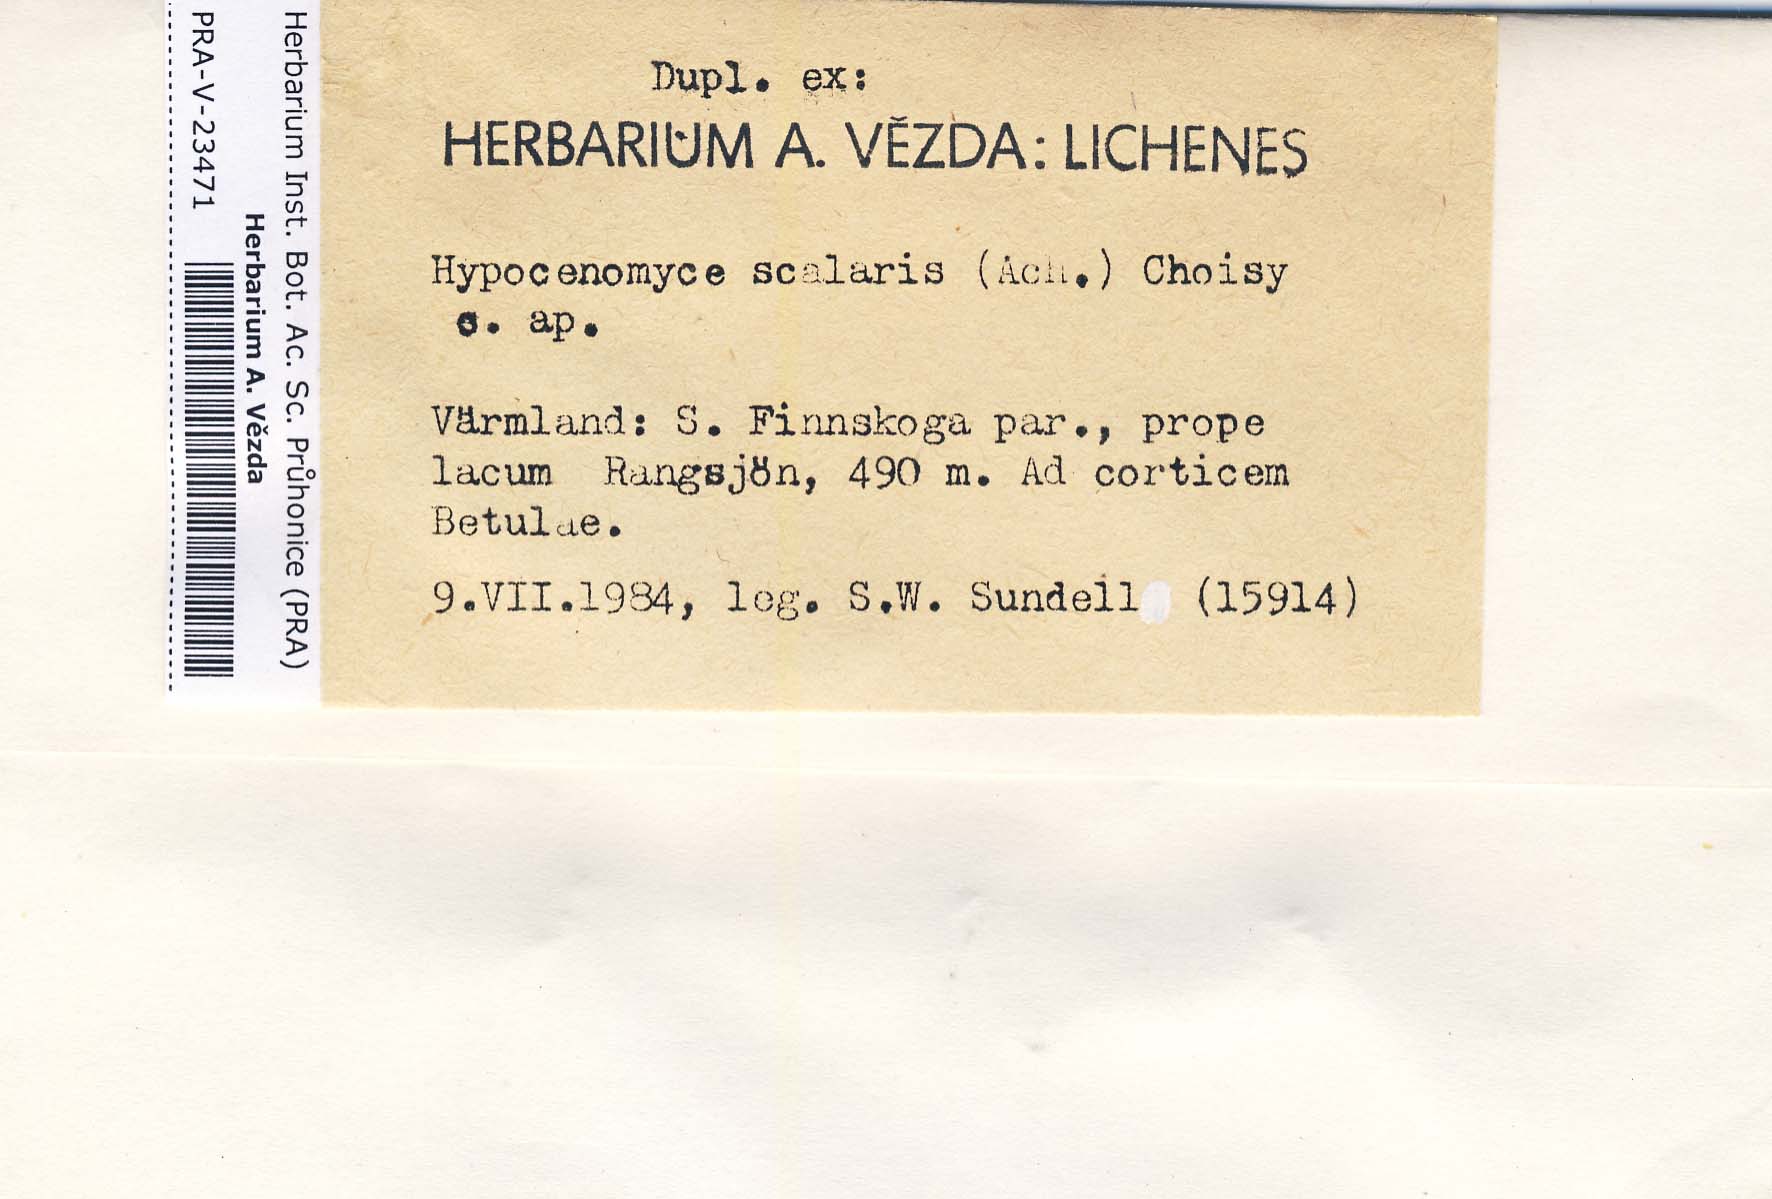 Herbarium Inst. Bot. Ac. Sc. Průhonice (PRA)
Herbarium A. Vězda
PRA-V-23471
Dupl. ex:
HERBARIUM A. VĚZDA: LICHENES
Hypocenomyce scalaris (Ach.) Choisy
c. ap.
Värmland: S. Finnskoga par., prope
lacum Rangsjön, 490 m. Ad corticem
Betulae.
9.VII.1984, leg. S.W. Sundell (15914)